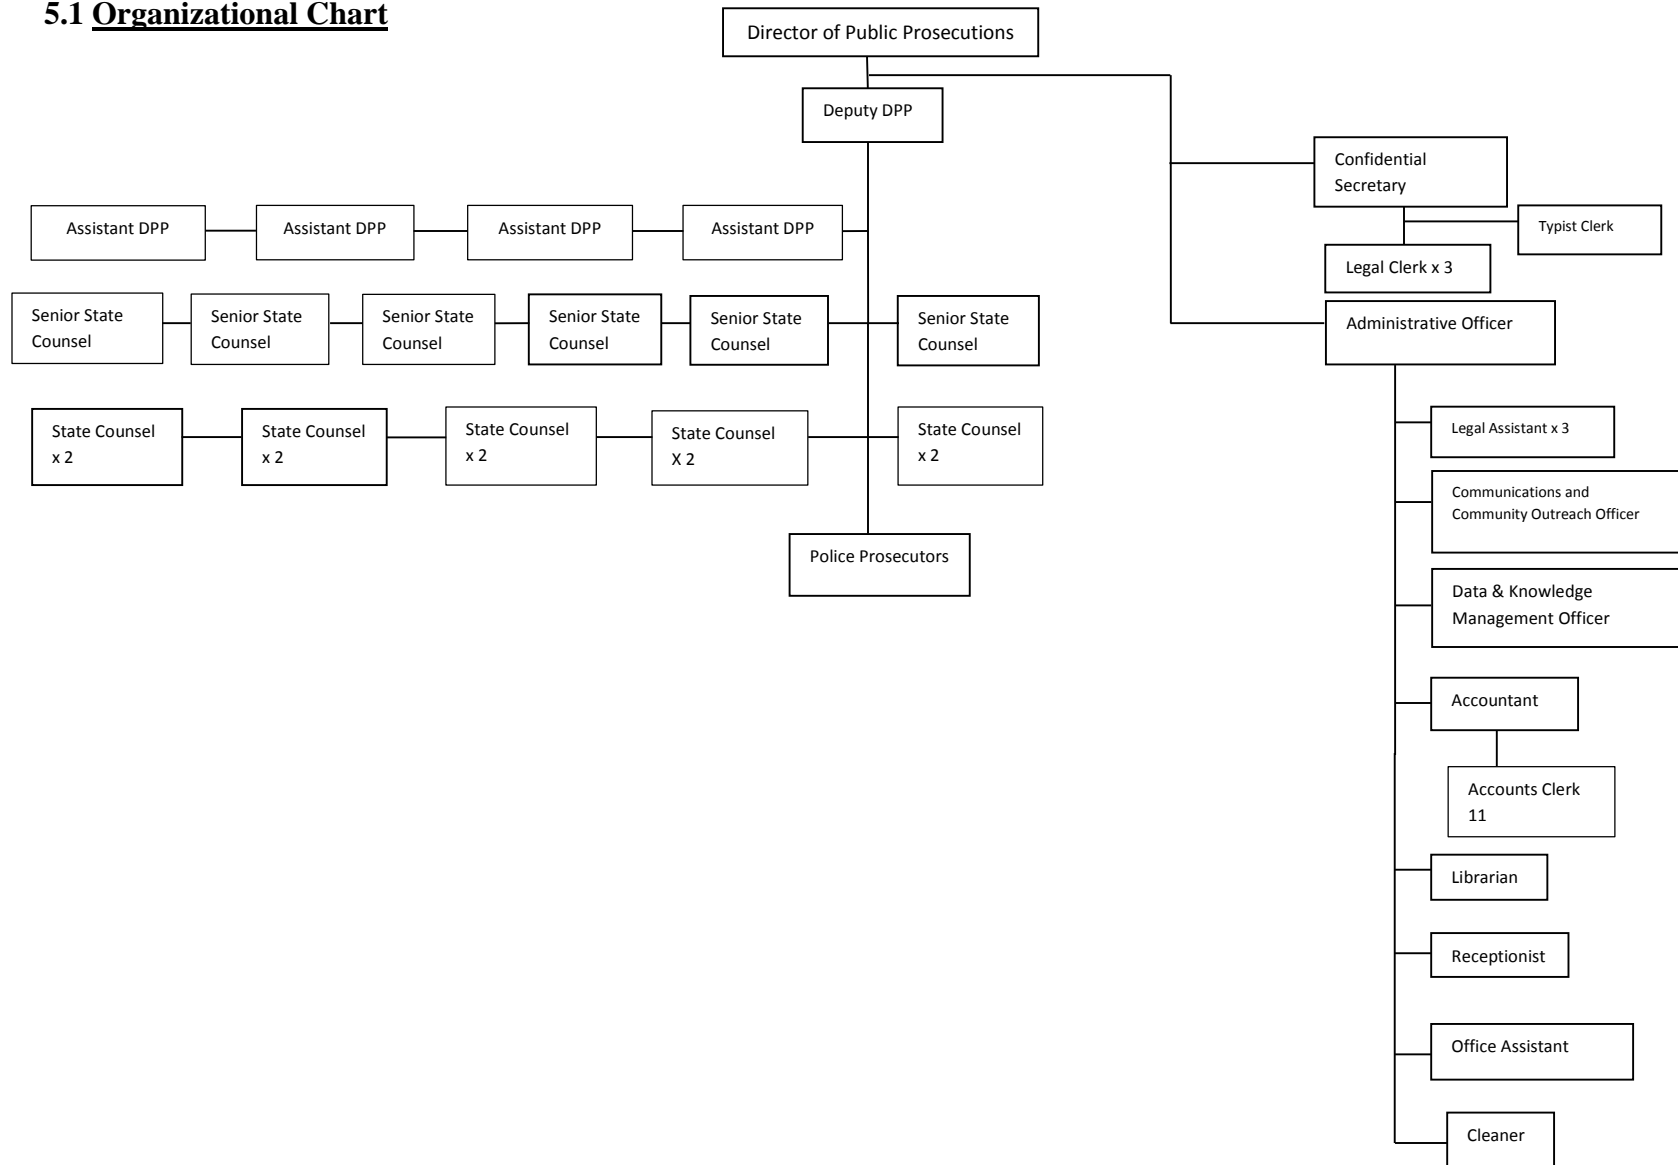 5.1 Organizational Chart
Director of Public Prosecutions
Deputy DPP
Confidential
Secretary
Typist Clerk
Legal Clerk x 3
Assistant DPP
Assistant DPP
Assistant DPP
Assistant DPP
Senior State
Counsel
Senior State
Counsel
Senior State
Counsel
Senior State
Counsel
Senior State
Counsel
Senior State
Counsel
Administrative Officer
State Counsel
x 2
State Counsel
x 2
State Counsel
x 2
State Counsel
X 2
State Counsel
x 2
Police Prosecutors
Legal Assistant x 3
Communications and
Community Outreach Officer
Data & Knowledge
Management Officer
Accountant
Accounts Clerk
11
Librarian
Receptionist
Office Assistant
Cleaner